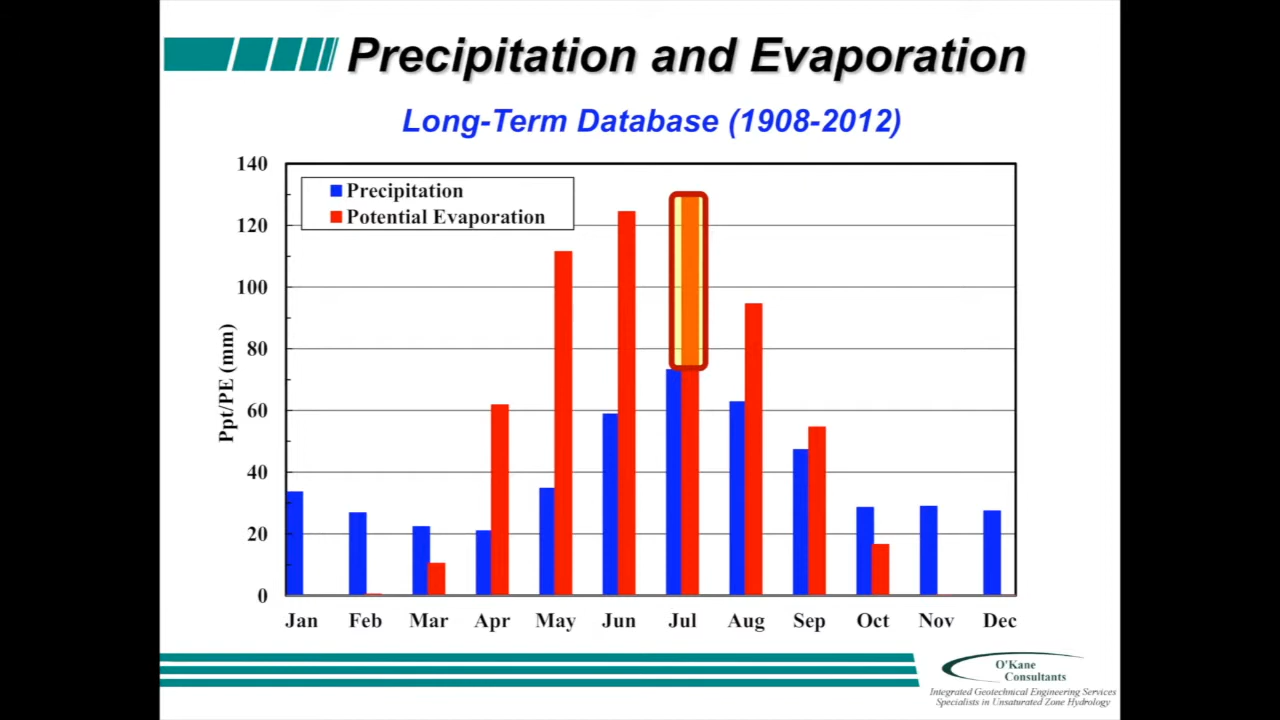 Precipitation and Evaporation
Long-Term Database (1908-2012)
140
120
100
80
60
40
20
0
Ppt/PE (mm)
Precipitation
Potential Evaporation
Jan Feb Mar Apr May Jun Jul Aug Sep Oct Nov Dec
O'Kane
Consultants
Integrated Geotechnical Engineering Services
Specialists in Unsaturated Zone Hydrology